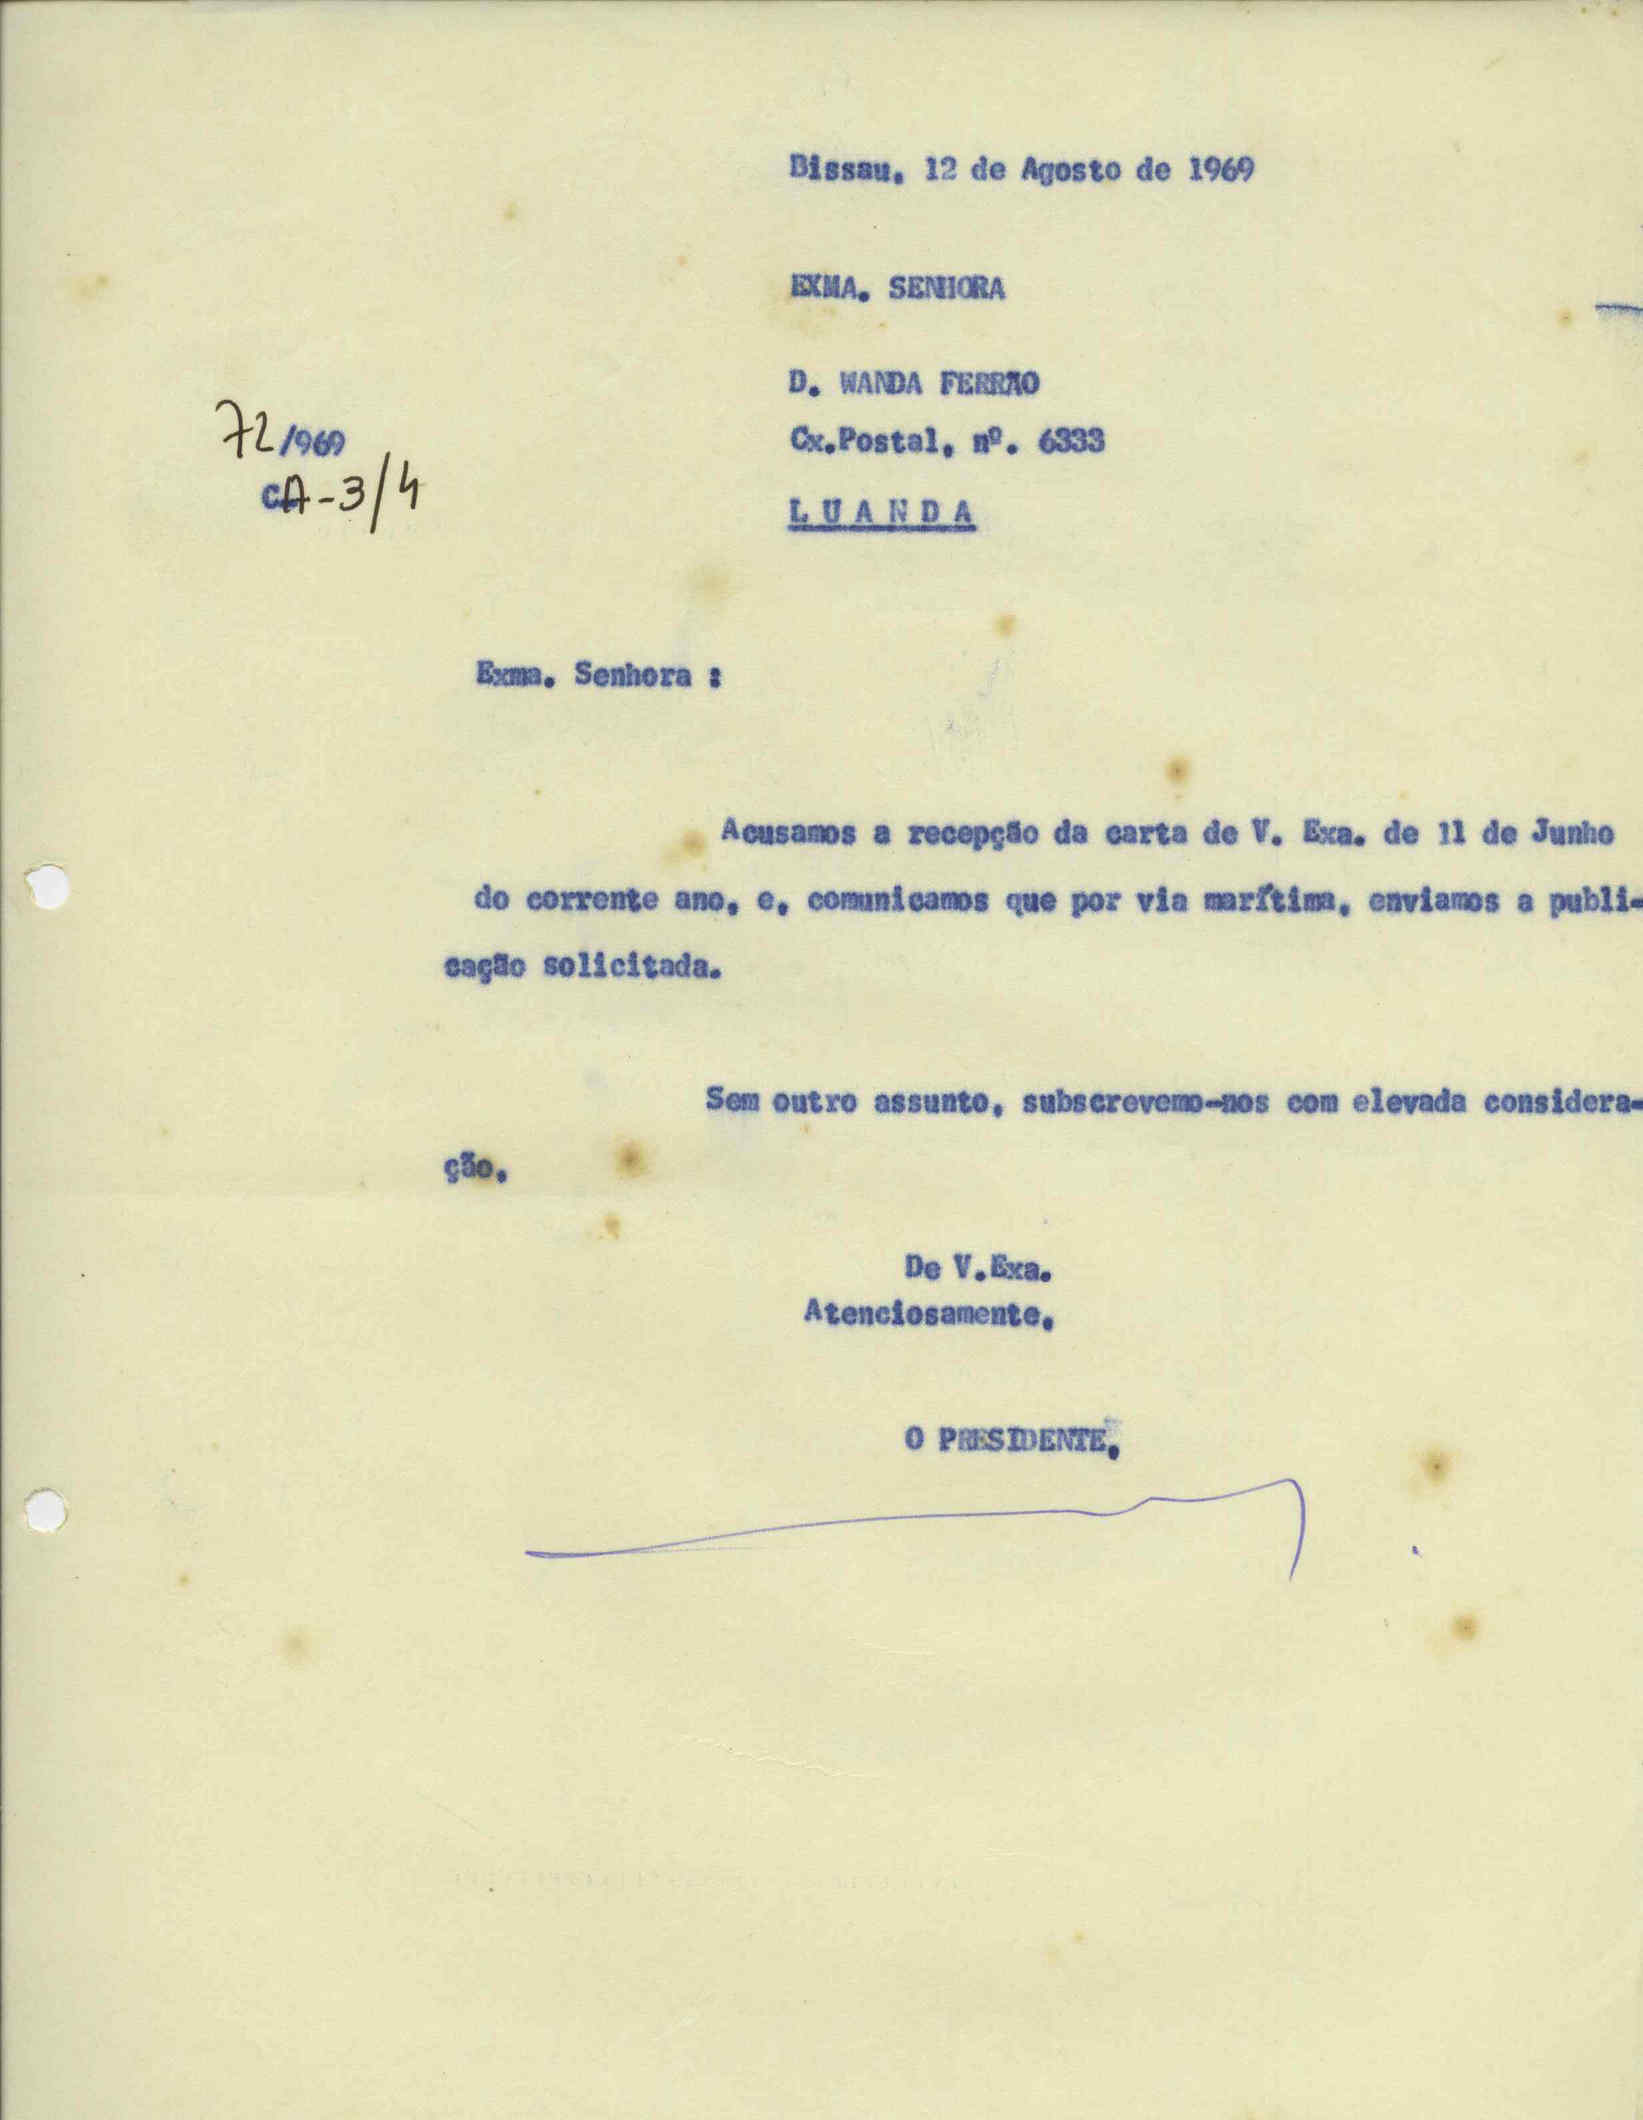 Bissau, 12 de Agosto de 1969
EXMA. SENHORA
D. WANDA FERRÃO
72/969
Cx.Postal, nº. 6333
CA-3/4
LUANDA
Exma. Senhora :
Acusamos a recepção da carta de V. Exa. de 11 de Junho
do corrente ano, e, comunicamos que por via marítima, enviamos a publi-
cação solicitada.
Sem outro assunto, subscrevemo-nos com elevada considera-
ção.
De V.Exa.
Atenciosamente,
O PRESIDENTE,